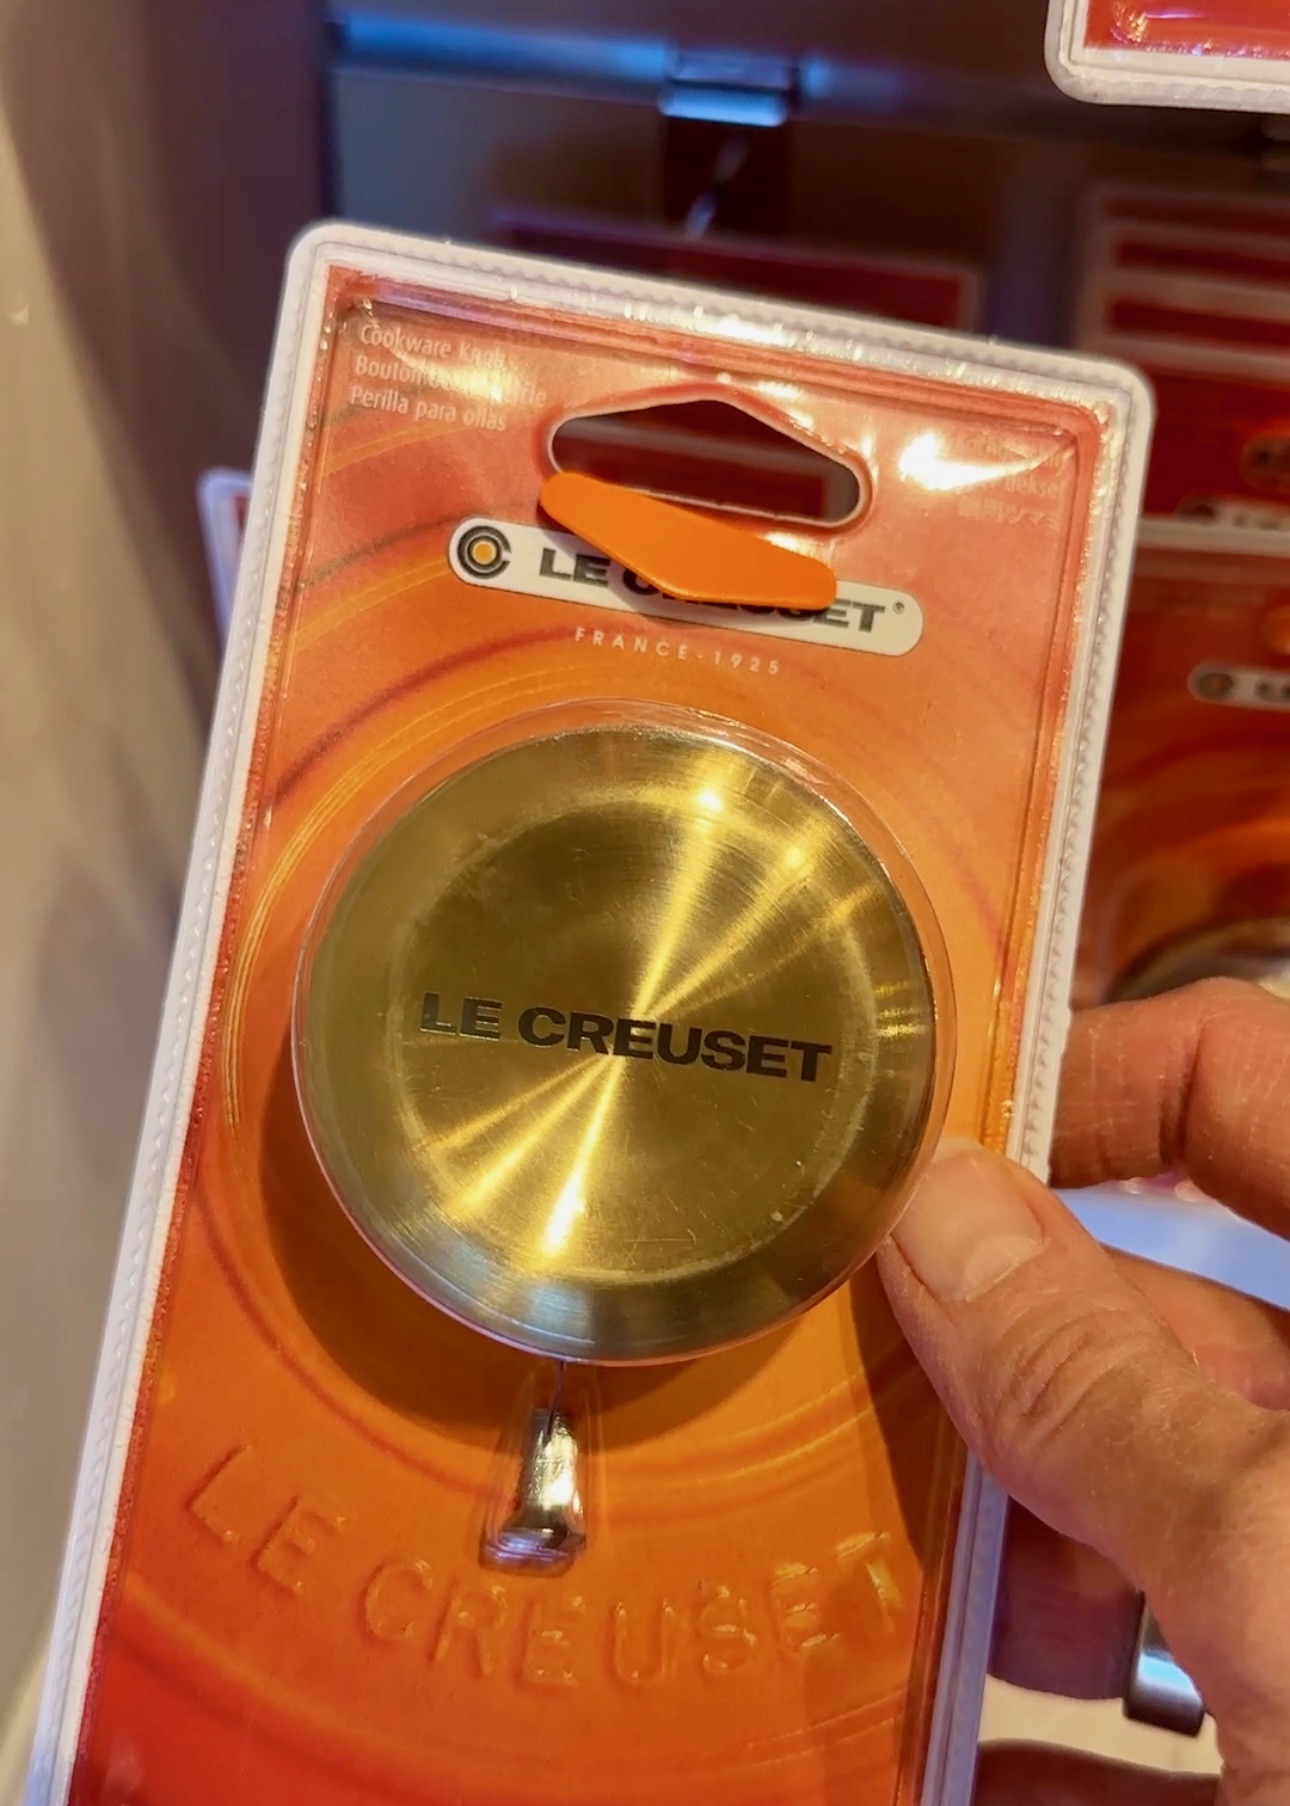 Cookware Knob
Perilla para ollas
LE CREUSET®
FRANCE-1925
LE CREUSET
LE CREUSET